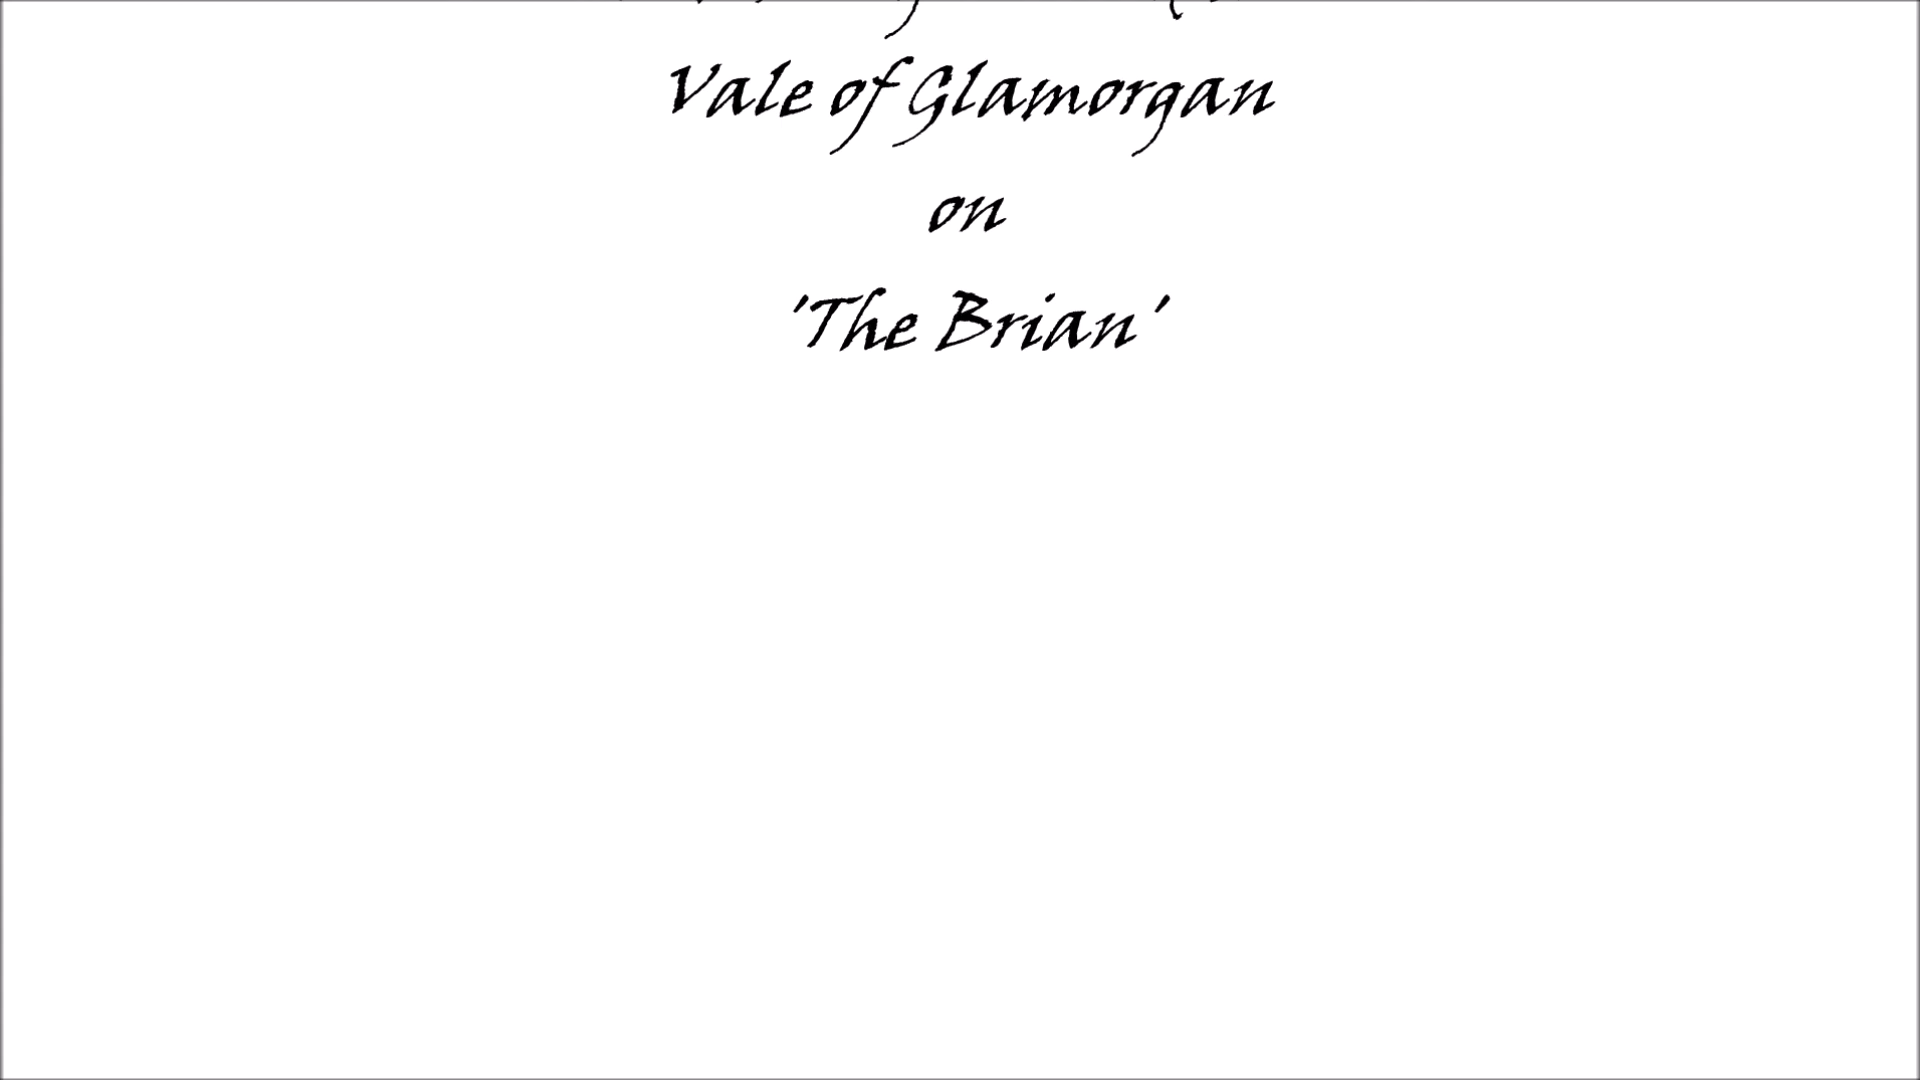 Vale of Glamorgan
on
'The Brian'